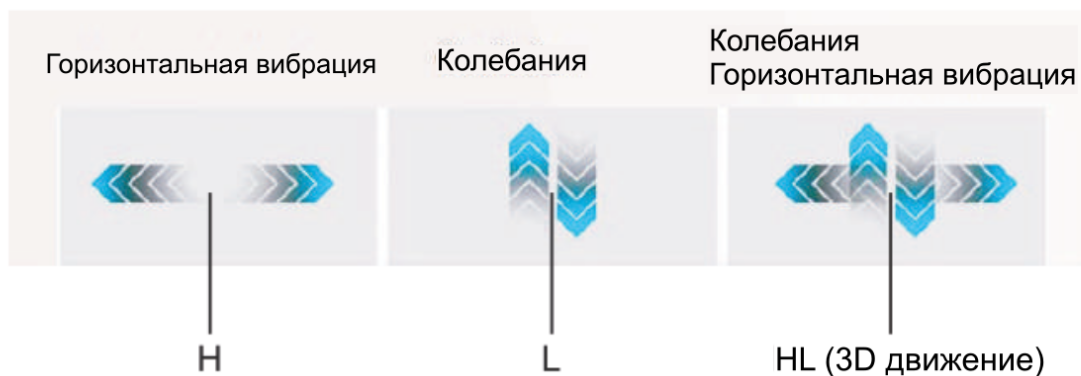 Горизонтальная вибрация
Колебания
Колебания
Горизонтальная вибрация
H
L
HL (3D движение)